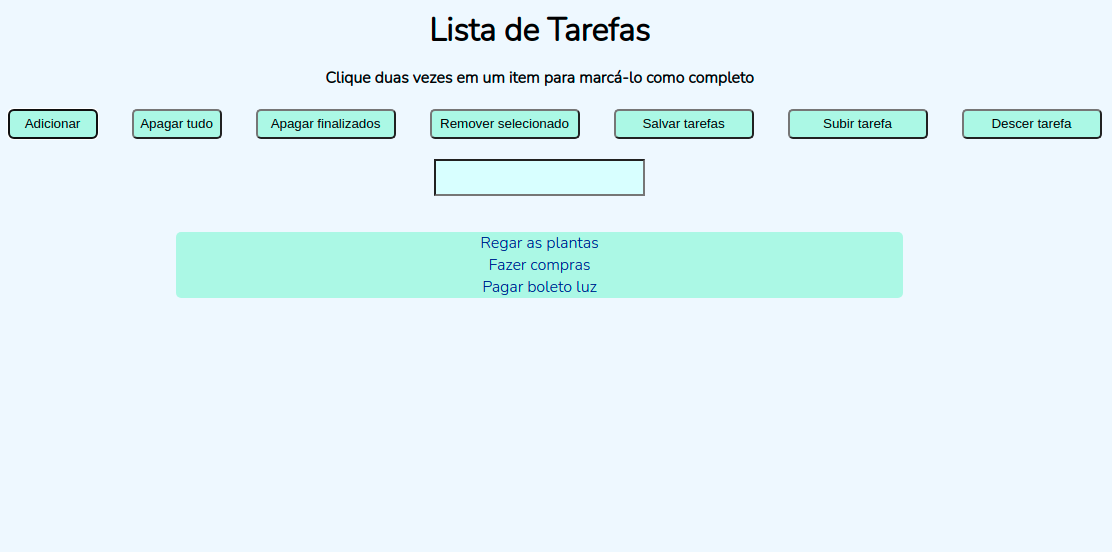 Lista de Tarefas
Clique duas vezes em um item para marcá-lo como completo
Adicionar Apagar tudo Apagar finalizados Remover selecionado Salvar tarefas Subir tarefa Descer tarefa
Regar as plantas
Fazer compras
Pagar boleto luz